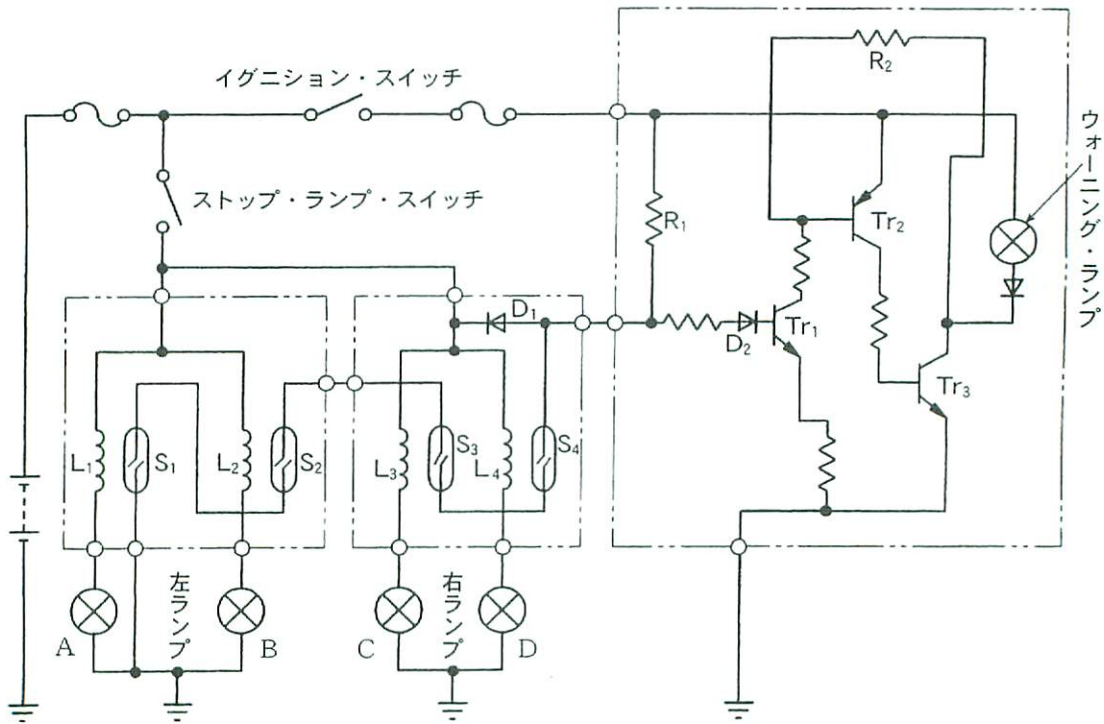 R₂
イグニション・スイッチ
ウォーニング・ランプ
ストップ・ランプ・スイッチ
R₁
Tr₂
D₁
D₂
Tr₁
Tr₃
L₁
S₁
L₂
S₂
L₃
S₃
L₄
S₄
左ランプ
右ランプ
A
B
C
D